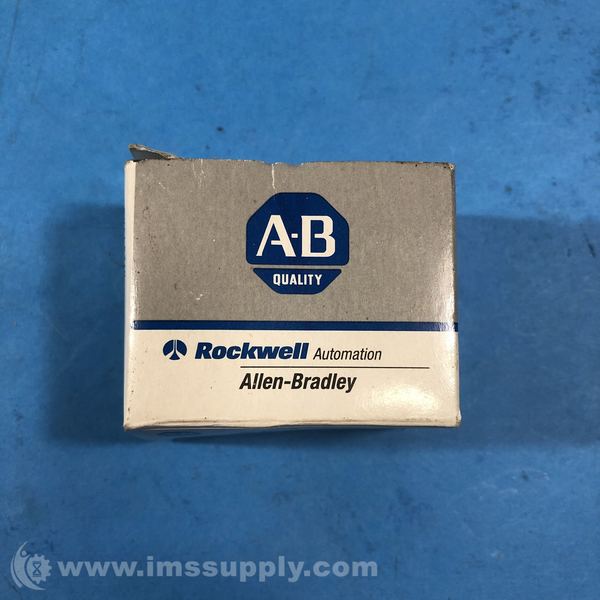 A-B
QUALITY
Rockwell Automation
Allen-Bradley
www.imssupply.com